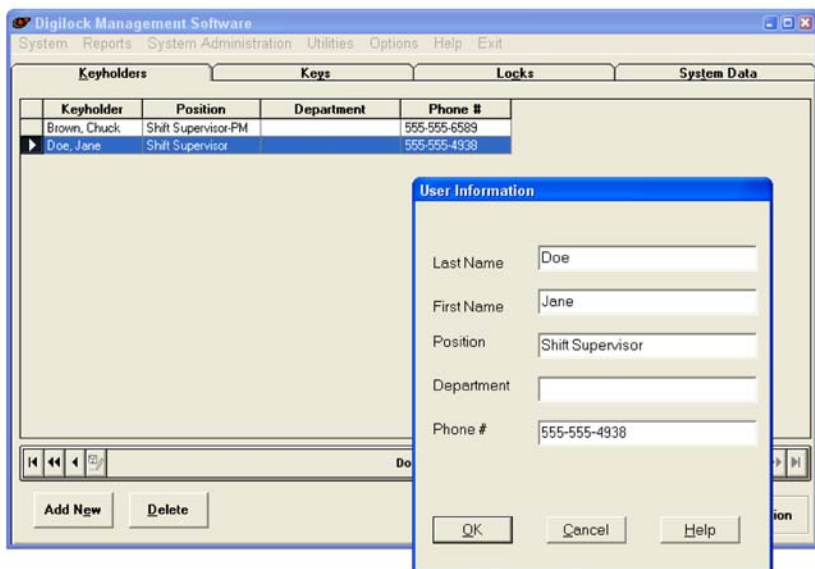 Digilock Management Software
System Reports System Administration Utilities Options Help Exit
Keyholders Keys Locks System Data
Keyholder Position Department Phone #
Brown, Chuck Shift Supervisor-PM 555-555-6589
Doe, Jane Shift Supervisor 555-555-4938
User Information
Last Name Doe
First Name Jane
Position Shift Supervisor
Department
Phone # 555-555-4938
Do
Add New Delete ion
OK Cancel Help